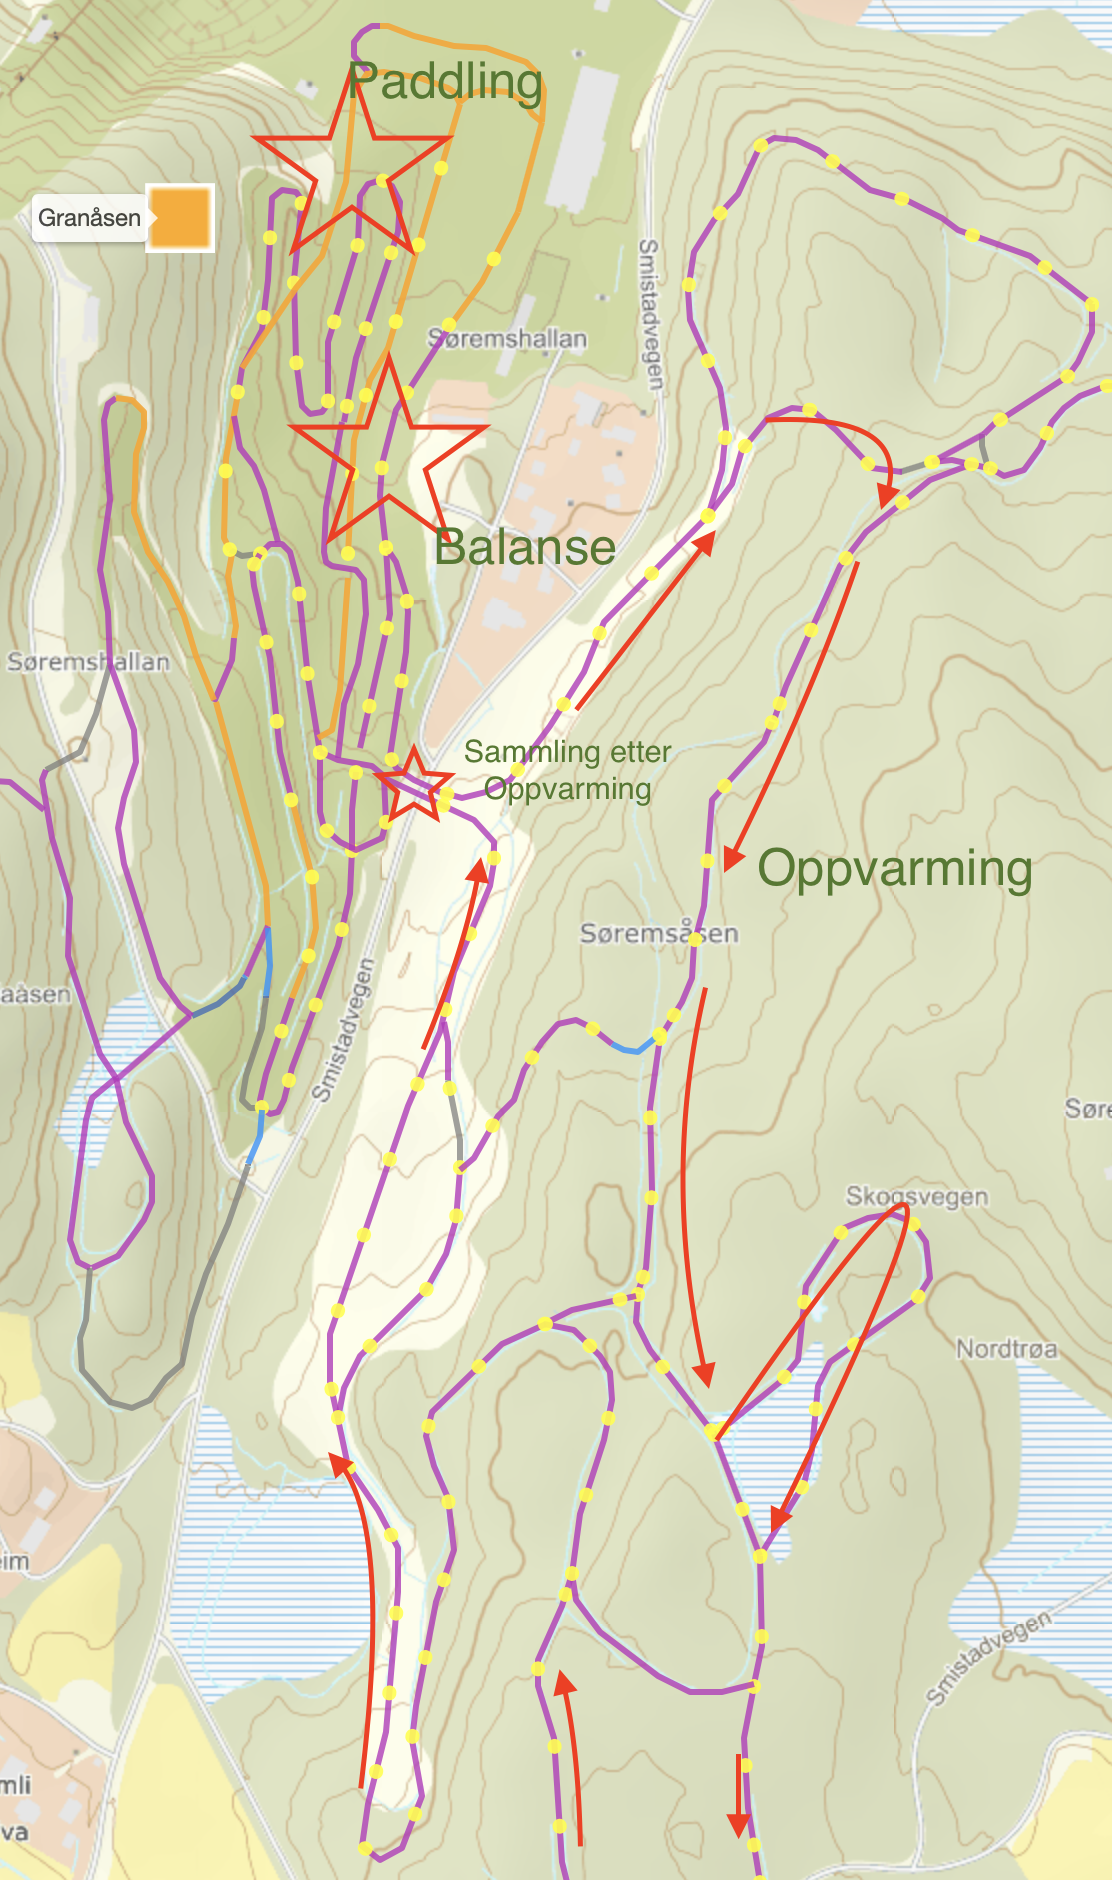 Paddling
Granåsen
Smistadvegen
Søremshallan
Balanse
Søremshallan
Sammling etter
Oppvarming
Oppvarming
Søremsåsen
aåsen
Smistadvegen
Søre
Skogsvegen
Nordtrøa
eim
Smistadvegen
mli
va